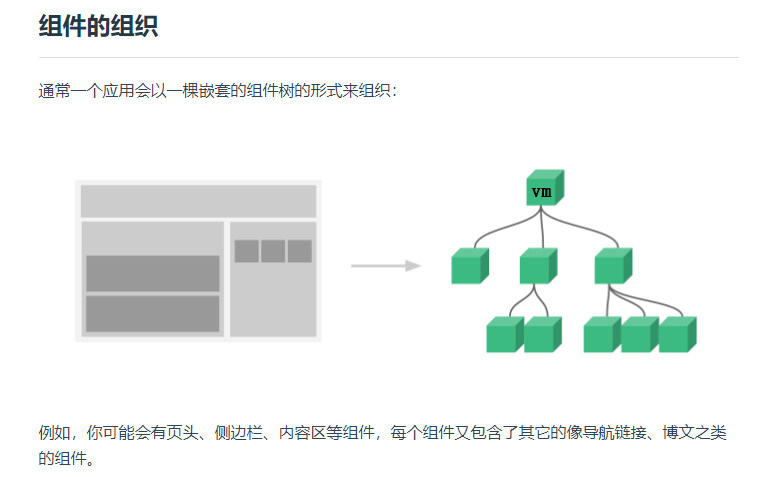 组件的组织
通常一个应用会以一棵嵌套的组件树的形式来组织：
vm
例如，你可能会有页头、侧边栏、内容区等组件，每个组件又包含了其它的像导航链接、博文之类
的组件。